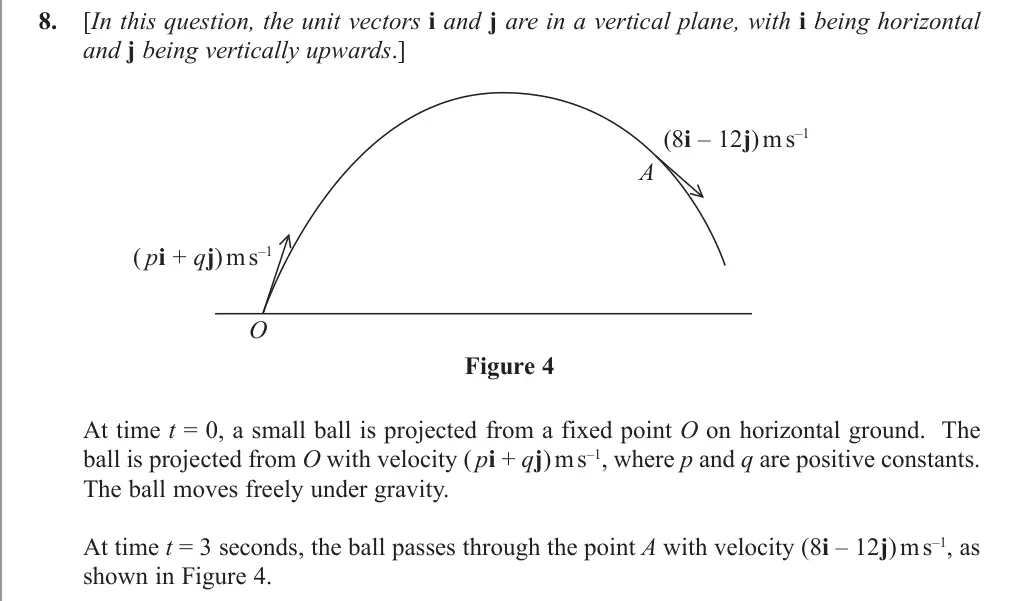 8. [In this question, the unit vectors i and j are in a vertical plane, with i being horizontal
and j being vertically upwards.]
(8i – 12j) m s⁻¹
A
(pi + qj) m s⁻¹
O
Figure 4
At time t = 0, a small ball is projected from a fixed point O on horizontal ground. The
ball is projected from O with velocity (pi + qj) m s⁻¹, where p and q are positive constants.
The ball moves freely under gravity.
At time t = 3 seconds, the ball passes through the point A with velocity (8i – 12j) m s⁻¹, as
shown in Figure 4.